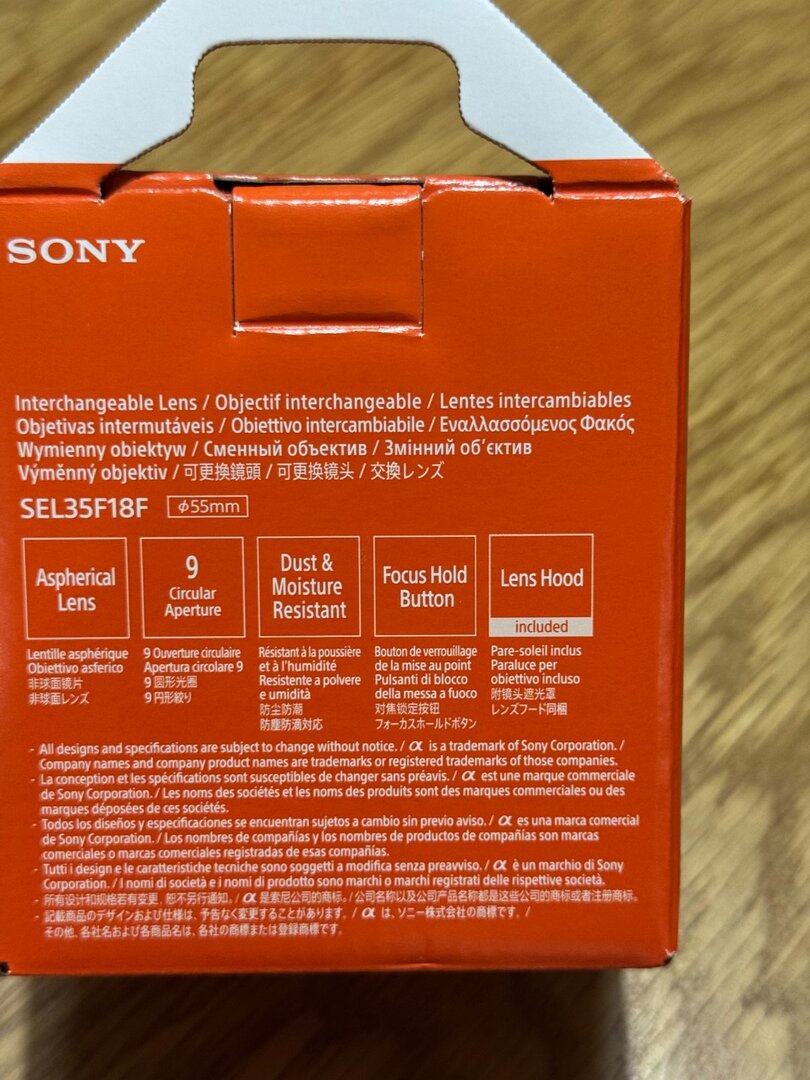 SONY
Interchangeable Lens / Objectif interchangeable / Lentes intercambiables
Objetivas intermutáveis / Obiettivo intercambiabile / Εναλλασσόμενος Φακός
Wymienny obiektyw / Сменный объектив / Змінний об'єктив
Výměnný objektiv / 可更換鏡頭 / 可更换镜头 / 交換レンズ
SEL35F18F φ55mm
Aspherical
Lens
Lentille asphérique
Obiettivo asferico
非球面镜片
非球面レンズ
9
Circular
Aperture
9 Ouverture circulaire
Apertura circolare 9
9 圆形光圈
9 円形絞り
Dust &
Moisture
Resistant
Résistant à la poussière
et à l'humidité
Resistente a polvere
e umidità
防尘防潮
防塵防滴対応
Focus Hold
Button
Bouton de verrouillage
de la mise au point
Pulsanti di blocco
della messa a fuoco
对焦锁定按钮
フォーカスホールドボタン
Lens Hood
included
Pare-soleil inclus
Paraluce per
obiettivo incluso
附镜头遮光罩
レンズフード同梱
- All designs and specifications are subject to change without notice. / α is a trademark of Sony Corporation. /
Company names and company product names are trademarks or registered trademarks of those companies.
- La conception et les spécifications sont susceptibles de changer sans préavis. / α est une marque commerciale
de Sony Corporation. / Les noms des sociétés et les noms des produits sont des marques commerciales ou des
marques déposées de ces sociétés.
- Todos los diseños y especificaciones se encuentran sujetos a cambio sin previo aviso. / α es una marca comercial
de Sony Corporation. / Los nombres de compañías y los nombres de productos de compañías son marcas
comerciales o marcas comerciales registradas de esas compañías.
- Tutti i design e le caratteristiche tecniche sono soggetti a modifica senza preavviso. / α è un marchio di Sony
Corporation. / I nomi di società e i nomi di prodotto sono marchi o marchi registrati delle rispettive società.
- 所有设计和规格若有变更，恕不另行通知。/ α 是索尼公司的商标。/ 公司名称以及公司产品名称都是这些公司的商标或者注册商标。
- 記載商品のデザインおよび仕様は、予告なく変更することがあります。/ α は、ソニー株式会社の商標です。/
その他、各社名および各商品名は、各社の商標または登録商標です。